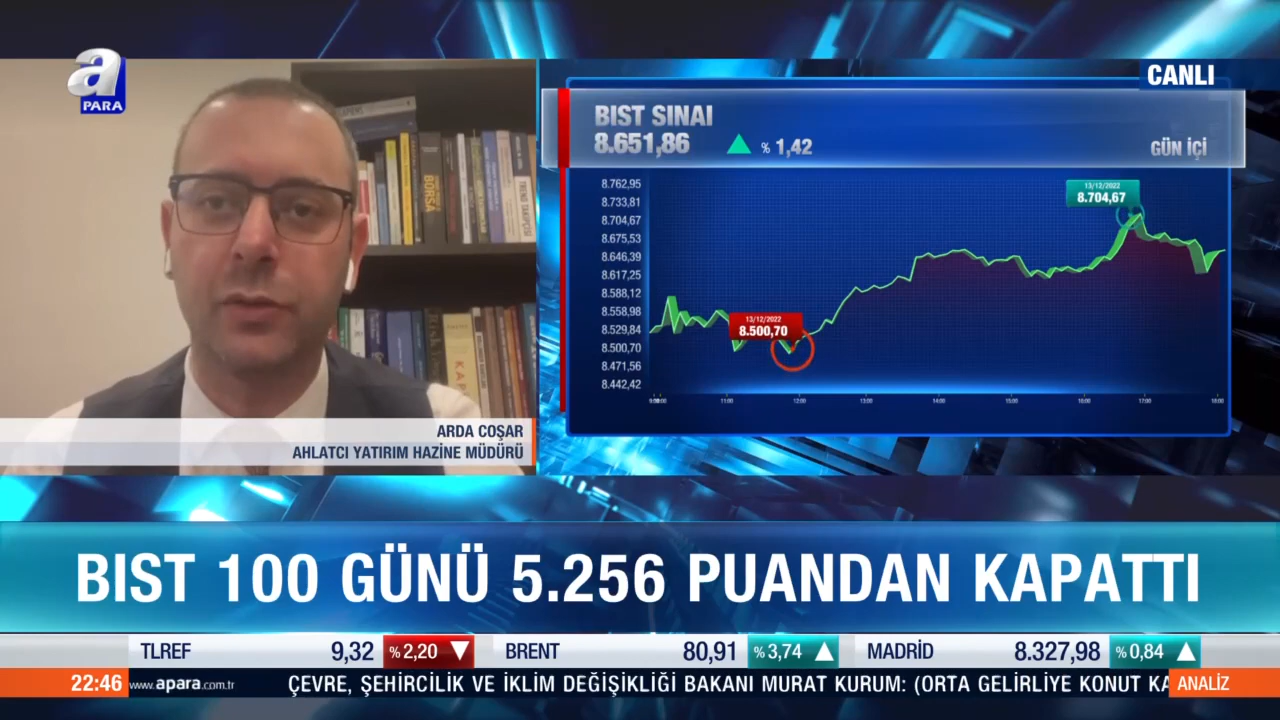 a
PARA
CANLI
BIST SINAI
8.651,86
% 1,42
GÜN İÇİ
8.762,95
8.733,81
8.704,67
8.675,53
8.646,39
8.617,25
8.588,12
8.558,98
8.529,84
8.500,70
8.471,56
8.442,42
13/12/2022
8.704,67
13/12/2022
8.500,70
11:00
12:00
13:00
14:00
15:00
16:00
17:00
18:00
BORSA
TREND TAKİPÇİSİ
ARDA COŞAR
AHLATCI YATIRIM HAZİNE MÜDÜRÜ
BIST 100 GÜNÜ 5.256 PUANDAN KAPATTI
TLREF 9,32 % 2,20 BRENT 80,91 % 3,74 MADRİD 8.327,98 % 0,84
22:46 www.apara.com.tr ÇEVRE, ŞEHİRCİLİK VE İKLİM DEĞİŞİKLİĞİ BAKANI MURAT KURUM: (ORTA GELİRLİYE KONUT KA ANALİZ